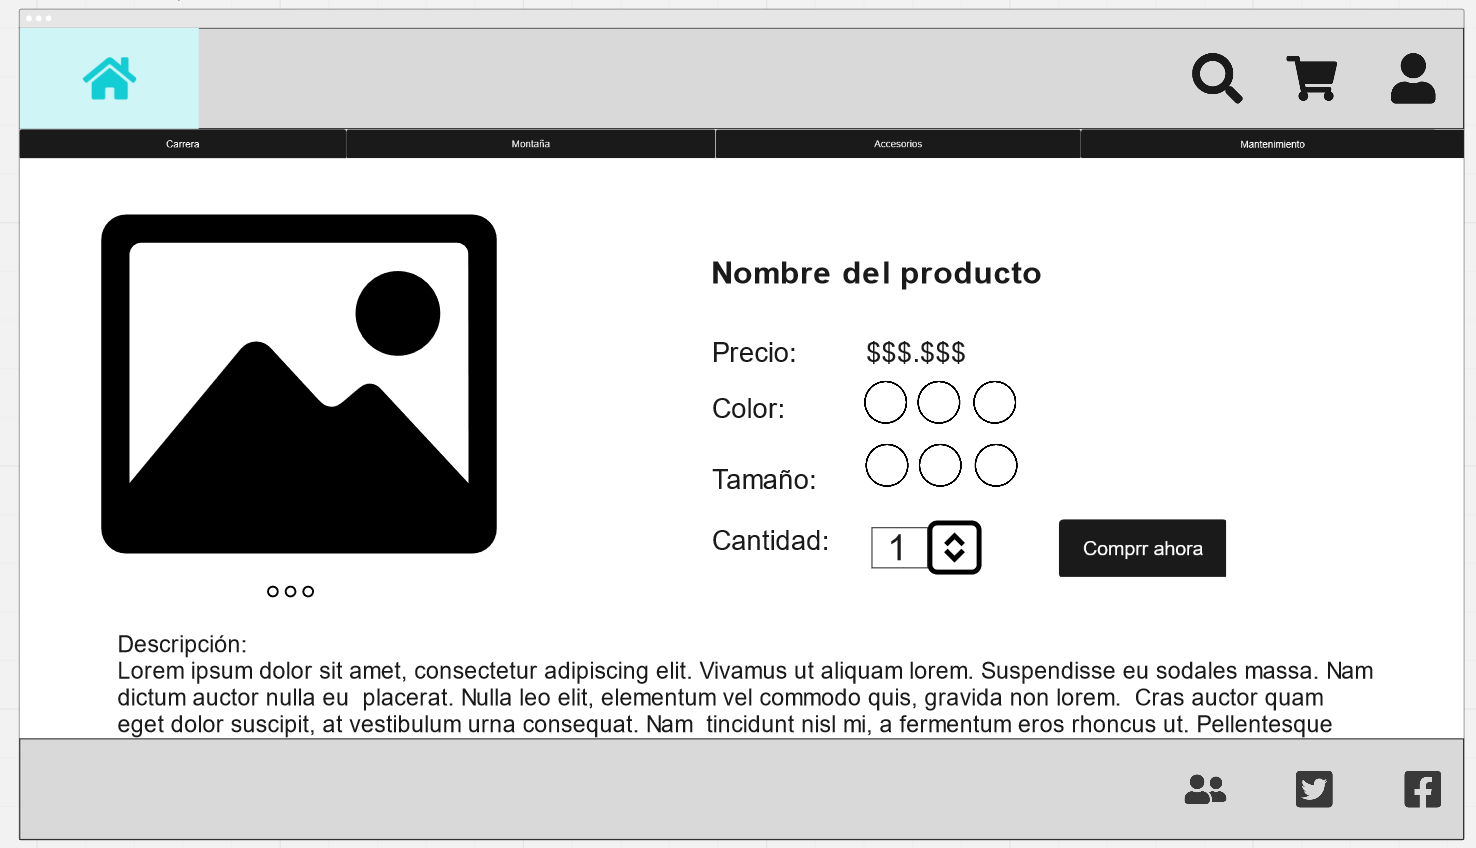 Carrera Montaña Accesorios Mantenimiento
Nombre del producto
Precio: $$$.$$$
Color:
Tamaño:
Cantidad: 1
Comprr ahora
Descripción:
Lorem ipsum dolor sit amet, consectetur adipiscing elit. Vivamus ut aliquam lorem. Suspendisse eu sodales massa. Nam
dictum auctor nulla eu  placerat. Nulla leo elit, elementum vel commodo quis, gravida non lorem.  Cras auctor quam
eget dolor suscipit, at vestibulum urna consequat. Nam  tincidunt nisl mi, a fermentum eros rhoncus ut. Pellentesque